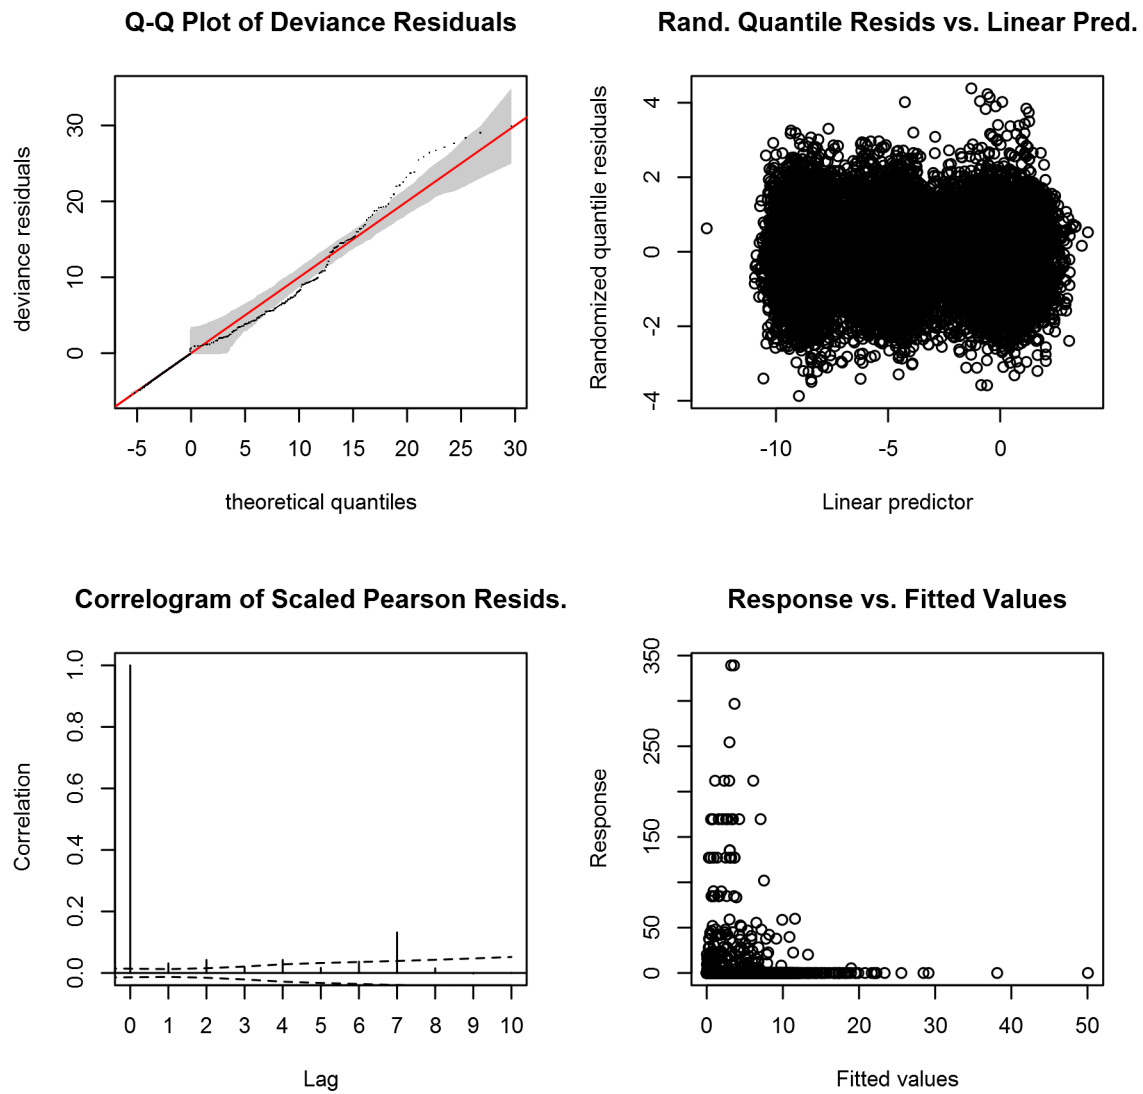 Q-Q Plot of Deviance Residuals
deviance residuals
30
20
10
0
-5 0 5 10 15 20 25 30
theoretical quantiles
Rand. Quantile Resids vs. Linear Pred.
Randomized quantile residuals
4
2
0
-2
-4
-10 -5 0
Linear predictor
Correlogram of Scaled Pearson Resids.
Correlation
1.0
0.8
0.6
0.4
0.2
0.0
0 1 2 3 4 5 6 7 8 9 10
Lag
Response vs. Fitted Values
Response
350
250
150
50
0
0 10 20 30 40 50
Fitted values